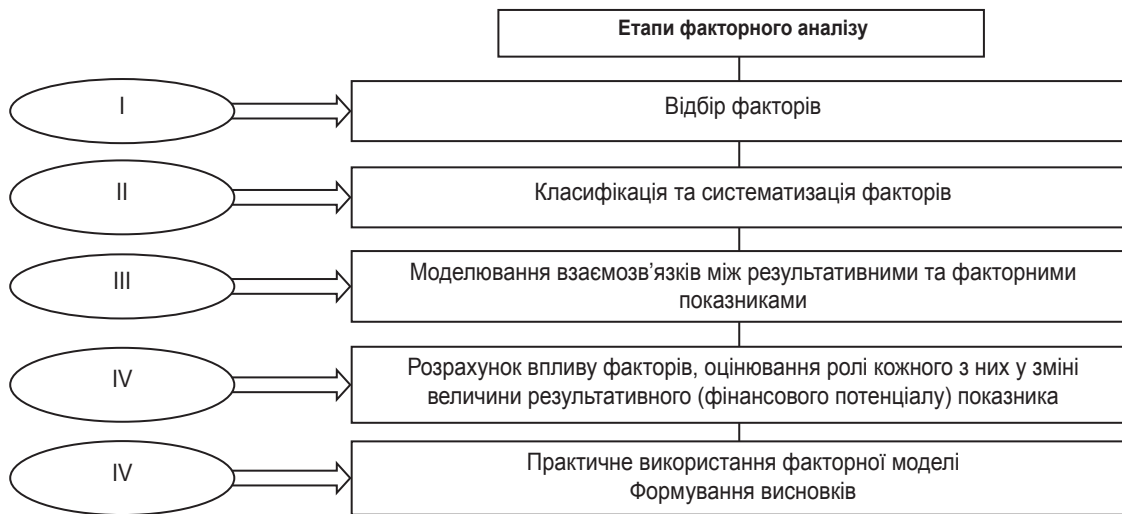 Етапи факторного аналізу
I
Відбір факторів
II
Класифікація та систематизація факторів
III
Моделювання взаємозв’язків між результативними та факторними
показниками
IV
Розрахунок впливу факторів, оцінювання ролі кожного з них у зміні
величини результативного (фінансового потенціалу) показника
IV
Практичне використання факторної моделі
Формування висновків